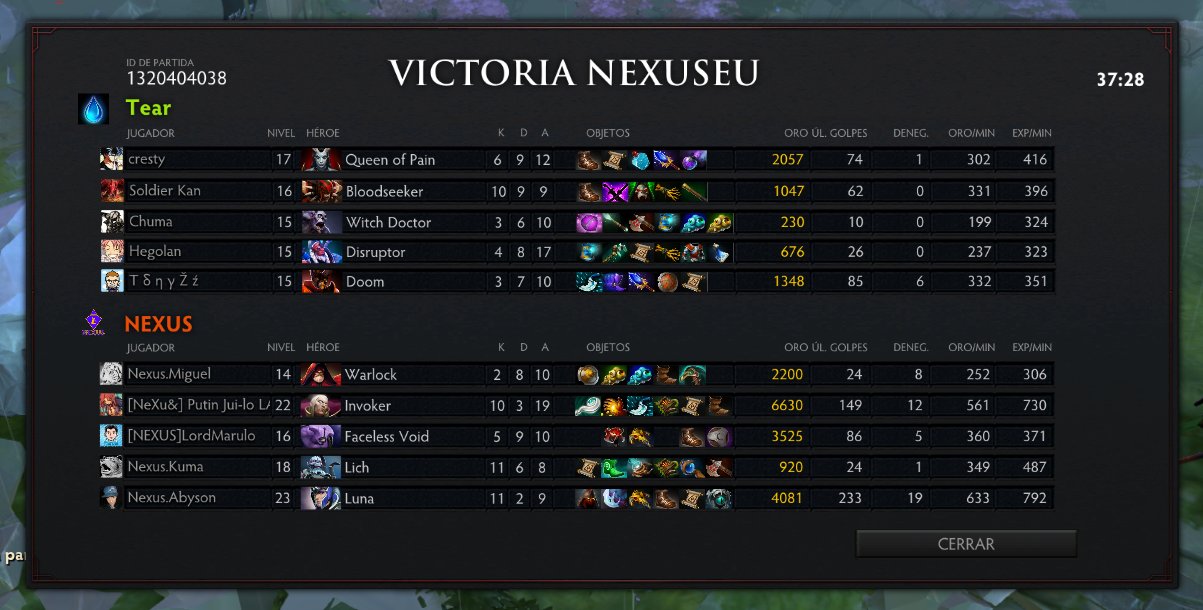 ID DE PARTIDA
1320404038
VICTORIA NEXUSEU
37:28
Tear
JUGADOR NIVEL HÉROE K D A OBJETOS ORO ÚL. GOLPES DENEG. ORO/MIN EXP/MIN
cresty 17 Queen of Pain 6 9 12 2057 74 1 302 416
Soldier Kan 16 Bloodseeker 10 9 9 1047 62 0 331 396
Chuma 15 Witch Doctor 3 6 10 230 10 0 199 324
Hegolan 15 Disruptor 4 8 17 676 26 0 237 323
T δ η γ Ž ź 15 Doom 3 7 10 1348 85 6 332 351
NEXUS
JUGADOR NIVEL HÉROE K D A OBJETOS ORO ÚL. GOLPES DENEG. ORO/MIN EXP/MIN
Nexus.Miguel 14 Warlock 2 8 10 2200 24 8 252 306
[NeXu&] Putin Jui-lo LA 22 Invoker 10 3 19 6630 149 12 561 730
[NEXUS]LordMarulo 16 Faceless Void 5 9 10 3525 86 5 360 371
Nexus.Kuma 18 Lich 11 6 8 920 24 1 349 487
Nexus.Abyson 23 Luna 11 2 9 4081 233 19 633 792
CERRAR